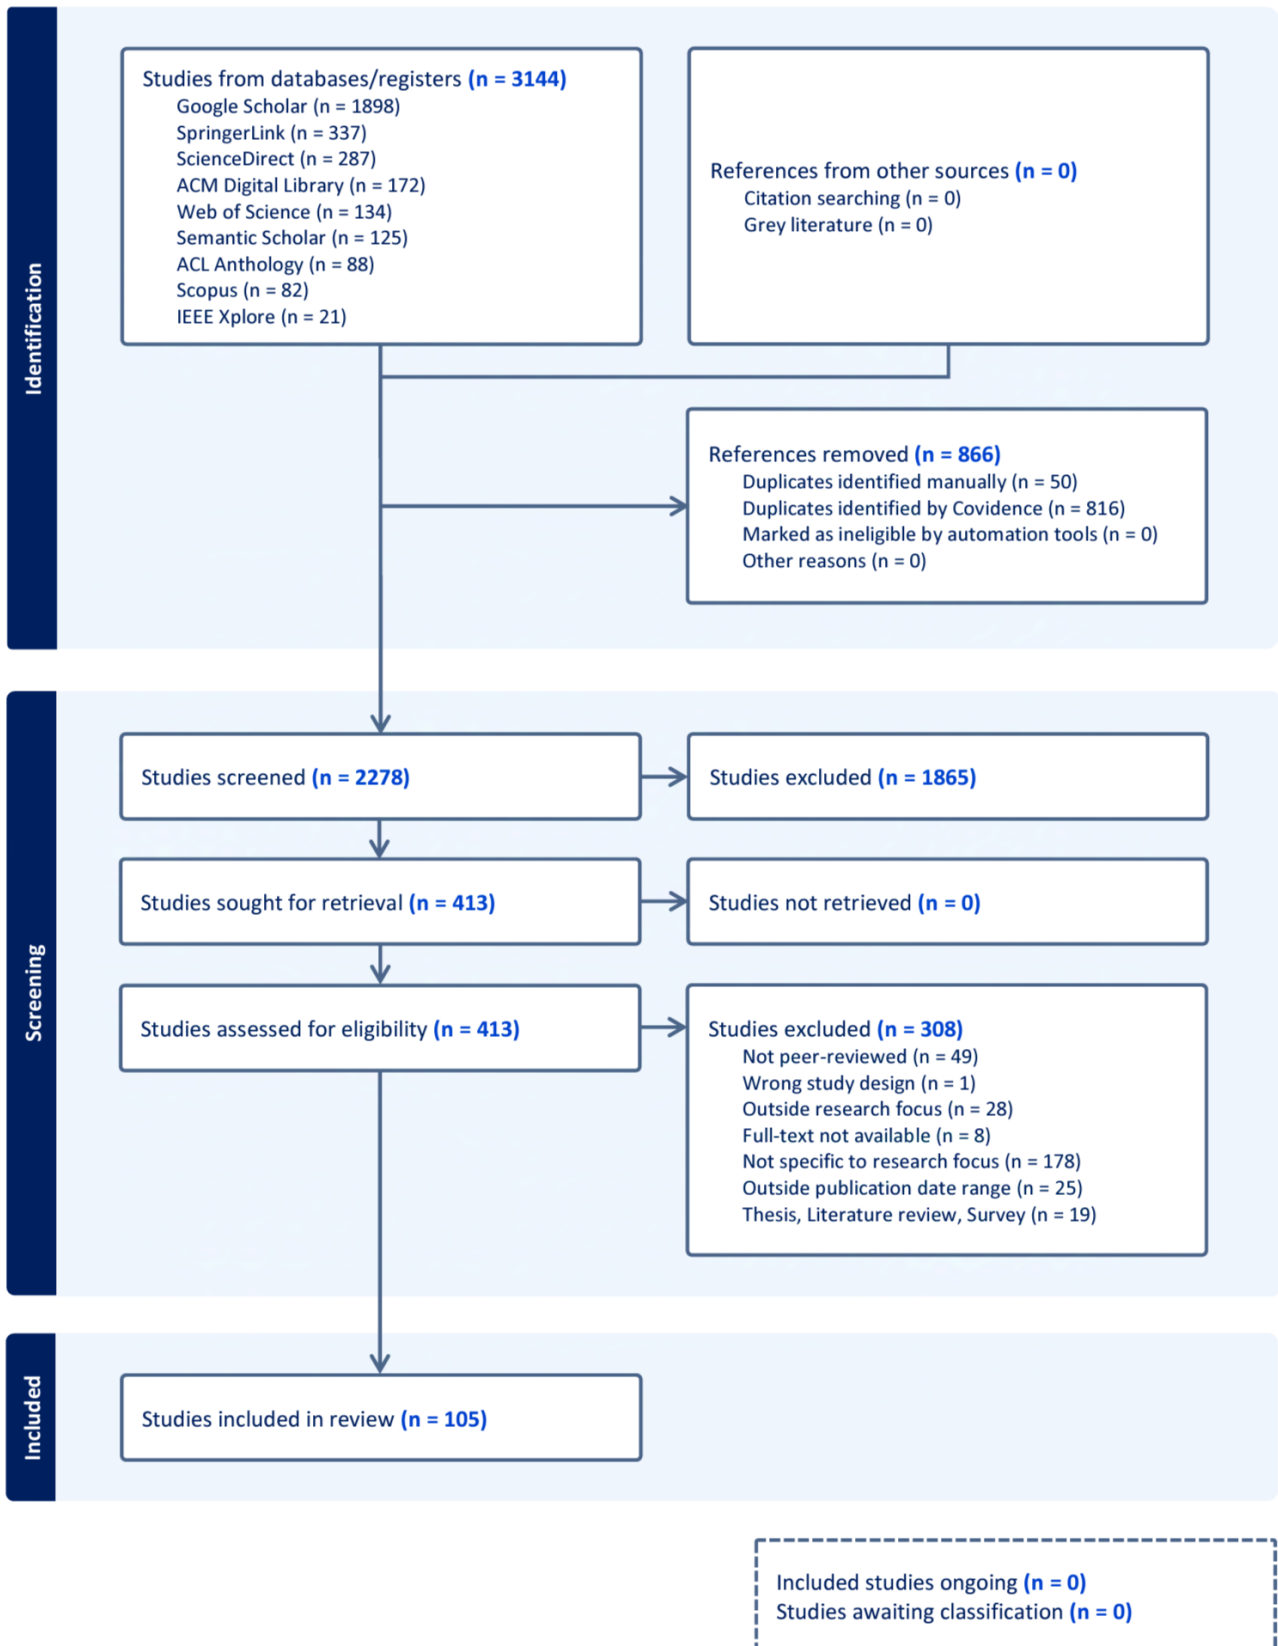 Identification
Studies from databases/registers (n = 3144)
Google Scholar (n = 1898)
SpringerLink (n = 337)
ScienceDirect (n = 287)
ACM Digital Library (n = 172)
Web of Science (n = 134)
Semantic Scholar (n = 125)
ACL Anthology (n = 88)
Scopus (n = 82)
IEEE Xplore (n = 21)
References from other sources (n = 0)
Citation searching (n = 0)
Grey literature (n = 0)
References removed (n = 866)
Duplicates identified manually (n = 50)
Duplicates identified by Covidence (n = 816)
Marked as ineligible by automation tools (n = 0)
Other reasons (n = 0)
Screening
Studies screened (n = 2278)
Studies excluded (n = 1865)
Studies sought for retrieval (n = 413)
Studies not retrieved (n = 0)
Studies assessed for eligibility (n = 413)
Studies excluded (n = 308)
Not peer-reviewed (n = 49)
Wrong study design (n = 1)
Outside research focus (n = 28)
Full-text not available (n = 8)
Not specific to research focus (n = 178)
Outside publication date range (n = 25)
Thesis, Literature review, Survey (n = 19)
Included
Studies included in review (n = 105)
Included studies ongoing (n = 0)
Studies awaiting classification (n = 0)